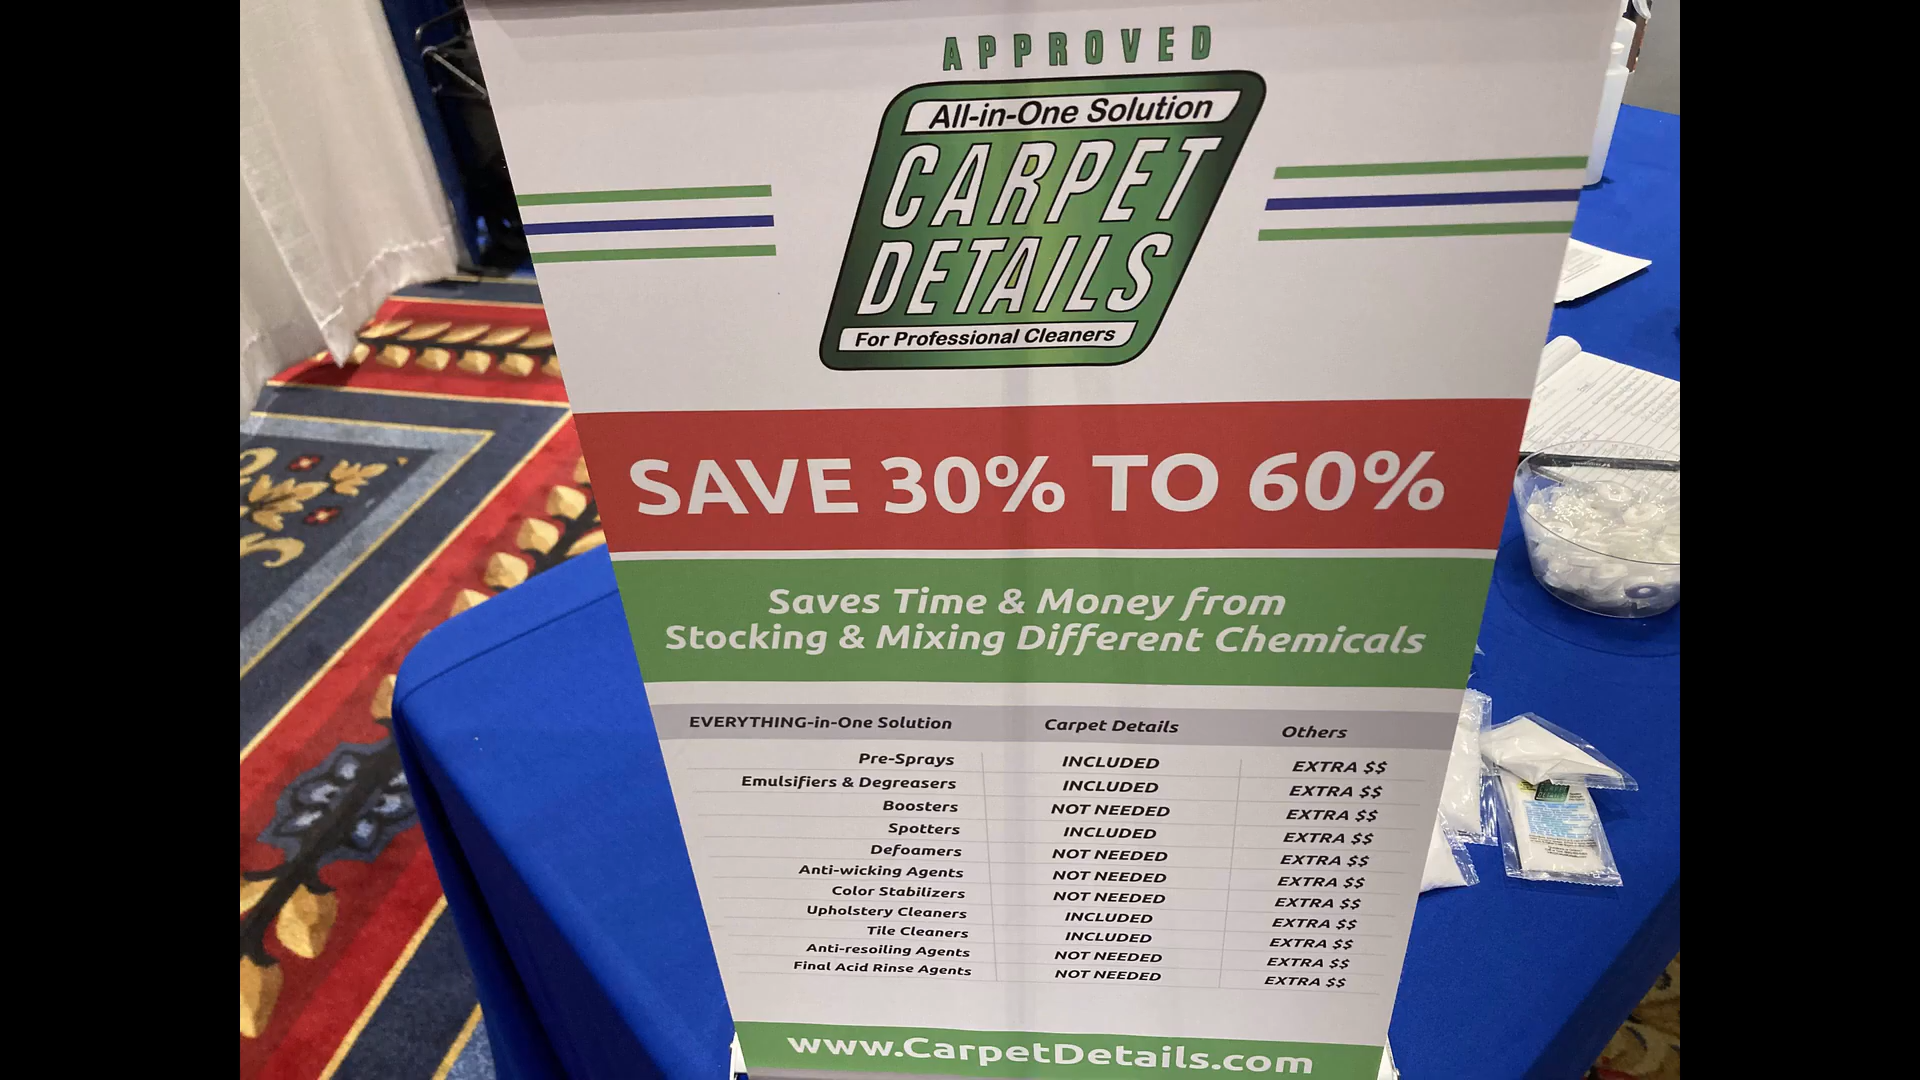 APPROVED
All-in-One Solution
CARPET
DETAILS
For Professional Cleaners
SAVE 30% TO 60%
Saves Time & Money from
Stocking & Mixing Different Chemicals
EVERYTHING-in-One Solution Carpet Details Others
Pre-Sprays INCLUDED EXTRA $$
Emulsifiers & Degreasers INCLUDED EXTRA $$
Boosters NOT NEEDED EXTRA $$
Spotters INCLUDED EXTRA $$
Defoamers NOT NEEDED EXTRA $$
Anti-wicking Agents NOT NEEDED EXTRA $$
Color Stabilizers NOT NEEDED EXTRA $$
Upholstery Cleaners INCLUDED EXTRA $$
Tile Cleaners INCLUDED EXTRA $$
Anti-resoiling Agents NOT NEEDED EXTRA $$
Final Acid Rinse Agents NOT NEEDED EXTRA $$
www.CarpetDetails.com
CARPET
DETAILS